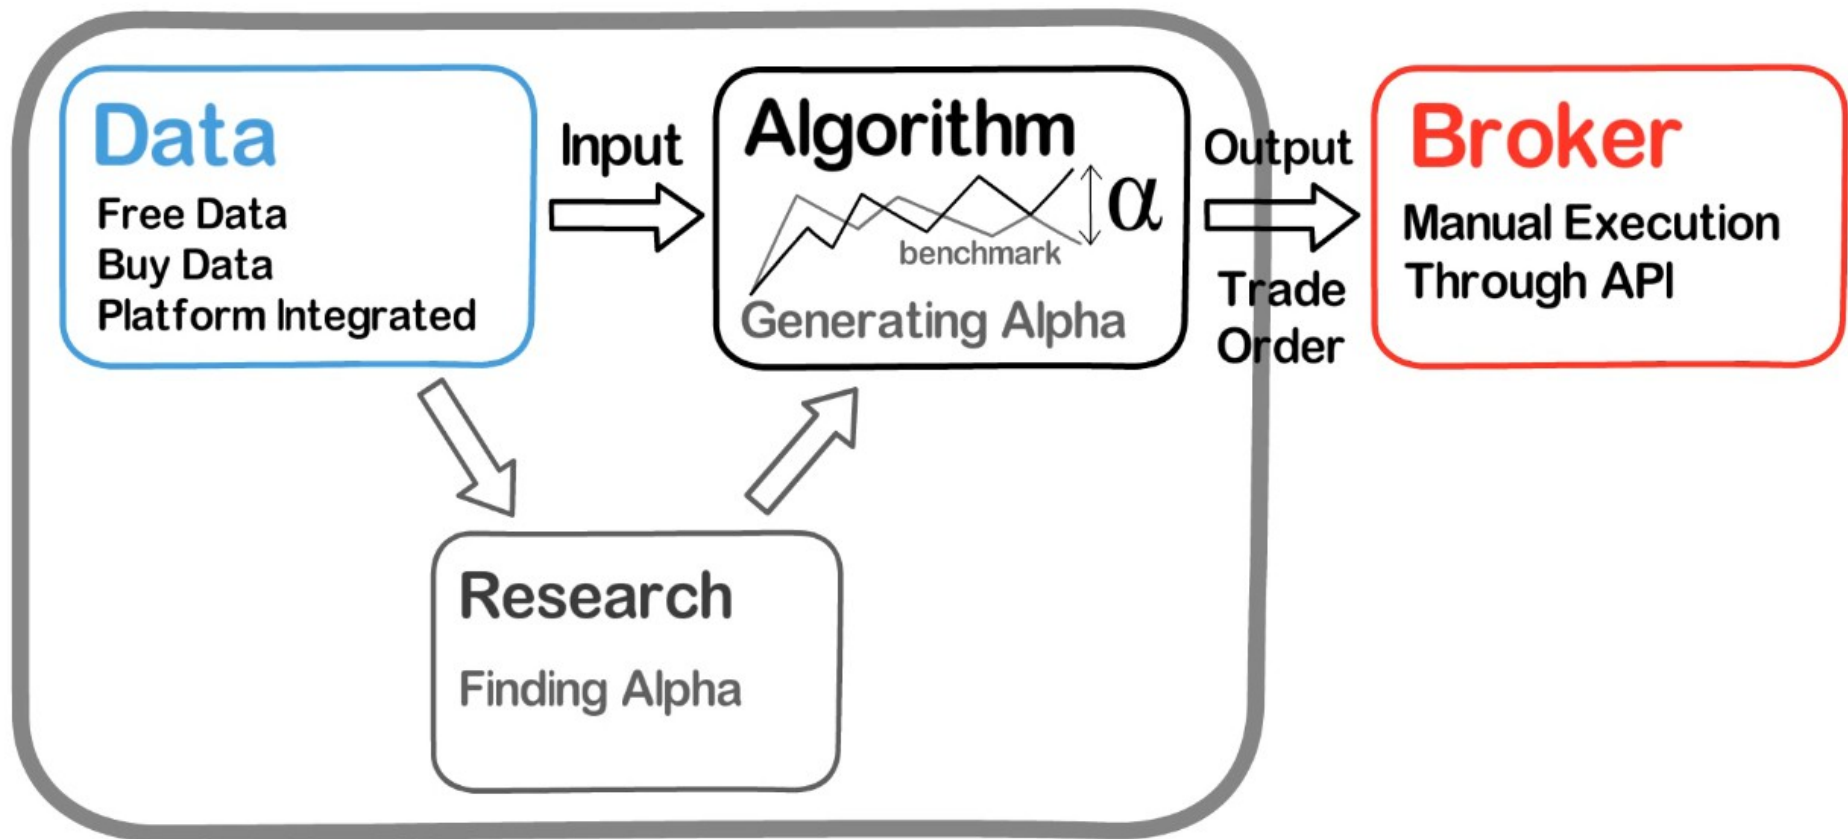 Data
Free Data
Buy Data
Platform Integrated
Input
Algorithm
α
benchmark
Generating Alpha
Output
Trade
Order
Broker
Manual Execution
Through API
Research
Finding Alpha